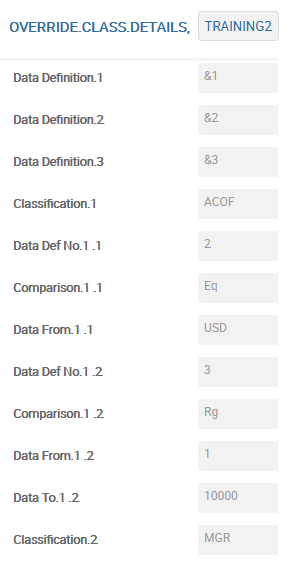 OVERRIDE.CLASS.DETAILS, TRAINING2
Data Definition.1 &1
Data Definition.2 &2
Data Definition.3 &3
Classification.1 ACOF
Data Def No.1 .1 2
Comparison.1 .1 Eq
Data From.1 .1 USD
Data Def No.1 .2 3
Comparison.1 .2 Rg
Data From.1 .2 1
Data To.1 .2 10000
Classification.2 MGR